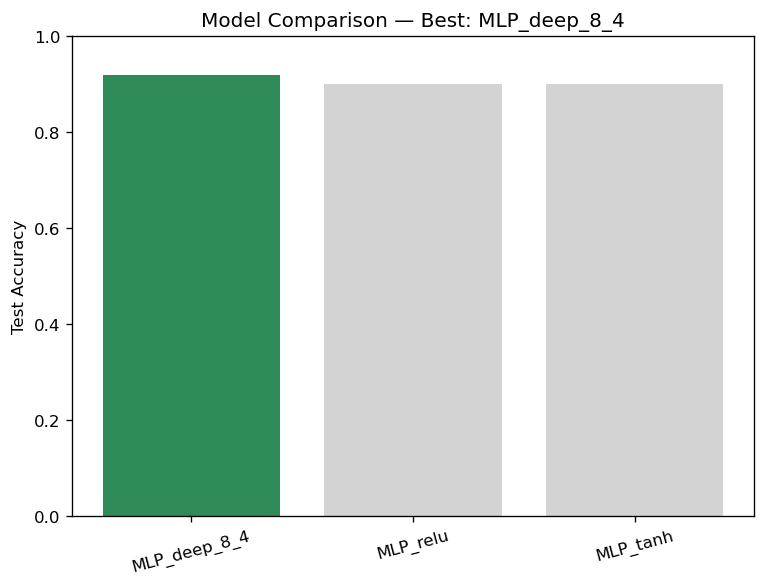 Model Comparison — Best: MLP_deep_8_4
Test Accuracy
1.0
0.8
0.6
0.4
0.2
0.0
MLP_deep_8_4
MLP_relu
MLP_tanh